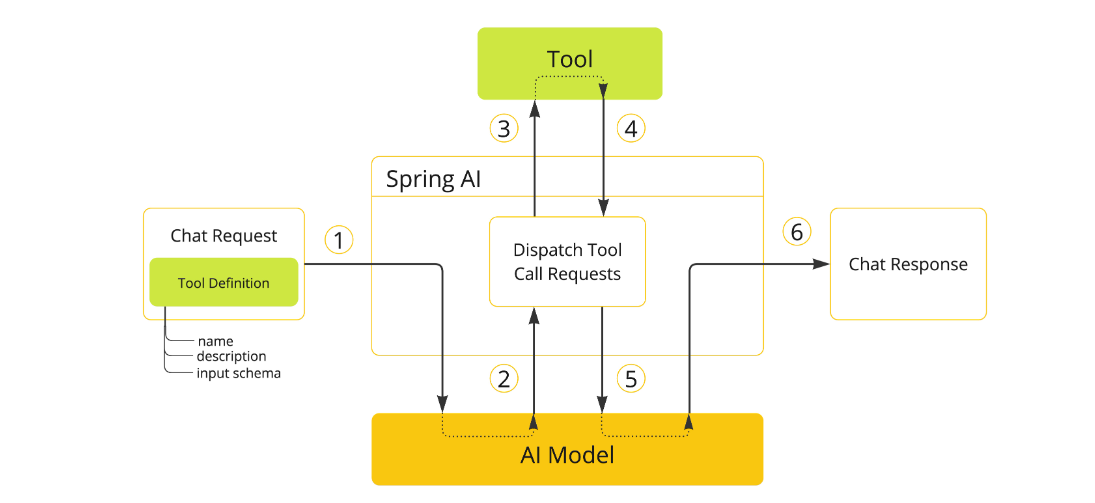 Tool
3
4
Spring AI
Chat Request
1
Tool Definition
name
description
input schema
Dispatch Tool
Call Requests
6
Chat Response
2
5
AI Model